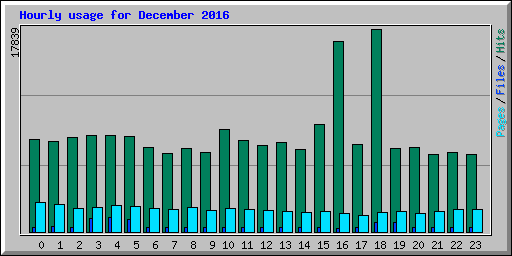 Hourly usage for December 2016
17839
Pages / Files / Hits
0 1 2 3 4 5 6 7 8 9 10 11 12 13 14 15 16 17 18 19 20 21 22 23